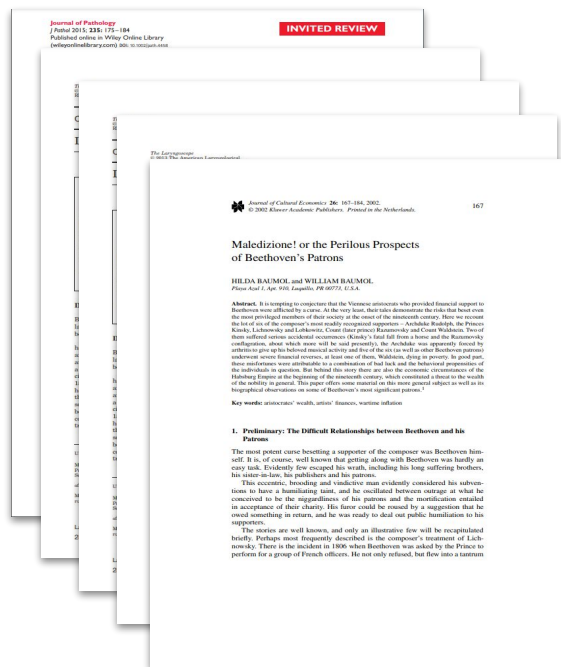 Journal of Pathology
J Pathol 2015; 235: 175–184
Published online in Wiley Online Library
(wileyonlinelibrary.com)
INVITED REVIEW
The Laryngoscope
Journal of Cultural Economics 26: 167–184, 2002.
© 2002 Kluwer Academic Publishers. Printed in the Netherlands.
167
Maledizione! or the Perilous Prospects
of Beethoven's Patrons
HILDA BAUMOL and WILLIAM BAUMOL
Playa Azul 1, Apt. 910, Luquillo, PR 00773, U.S.A.
Abstract. It is tempting to conjecture that the Viennese aristocrats who provided financial support to
Beethoven were afflicted by a curse. At the very least, their tales demonstrate the risks that beset even
the most privileged members of their society at the onset of the nineteenth century. Here we recount
the lot of six of the composer's most readily recognized supporters – Archduke Rudolph, the Princes
Kinsky, Lichnowsky and Lobkowitz, Count (later prince) Razumovsky and Count Waldstein. Two of
them suffered serious accidental occurrences (Kinsky's fatal fall from a horse and the Razumovsky
conflagration, about which more will be said presently), the Archduke was apparently forced by
arthritis to give up his beloved musical activity and five of the six (as well as other Beethoven patrons)
underwent severe financial reverses, at least one of them, Waldstein, dying in poverty. In good part,
these misfortunes were attributable to a combination of bad luck and the behavioral propensities of
the individuals in question. But behind this story there are also the economic circumstances of the
Habsburg Empire at the beginning of the nineteenth century, which constituted a threat to the wealth
of the nobility in general. This paper offers some material on this more general subject as well as its
biographical observations on some of Beethoven's most illustrious patrons.1
Key words: aristocrats' wealth, artists' finances, wartime inflation
1. Preliminary: The Difficult Relationships between Beethoven and his
Patrons
The most potent curse besetting a supporter of the composer was Beethoven him-
self. It is, of course, well known that getting along with Beethoven was hardly an
easy task. Evidently few escaped his wrath, including his long suffering brothers,
his sister-in-law, his publishers and his patrons.
This eccentric, brooding and vindictive man evidently considered his subven-
tions to have a humiliating taint, and he oscillated between outrage at what he
conceived to be the niggardliness of his patrons and the mortification entailed
in acceptance of their charity. His furor could be roused by a suggestion that he
owed something in return, and he was ready to deal out public humiliation to his
supporters.
The stories are well known, and only an illustrative few will be recapitulated
briefly. Perhaps most frequently described is the composer's treatment of Lich-
nowsky. There is the incident in 1806 when Beethoven was asked by the Prince to
perform for a group of French officers. He not only refused, but flew into a tantrum